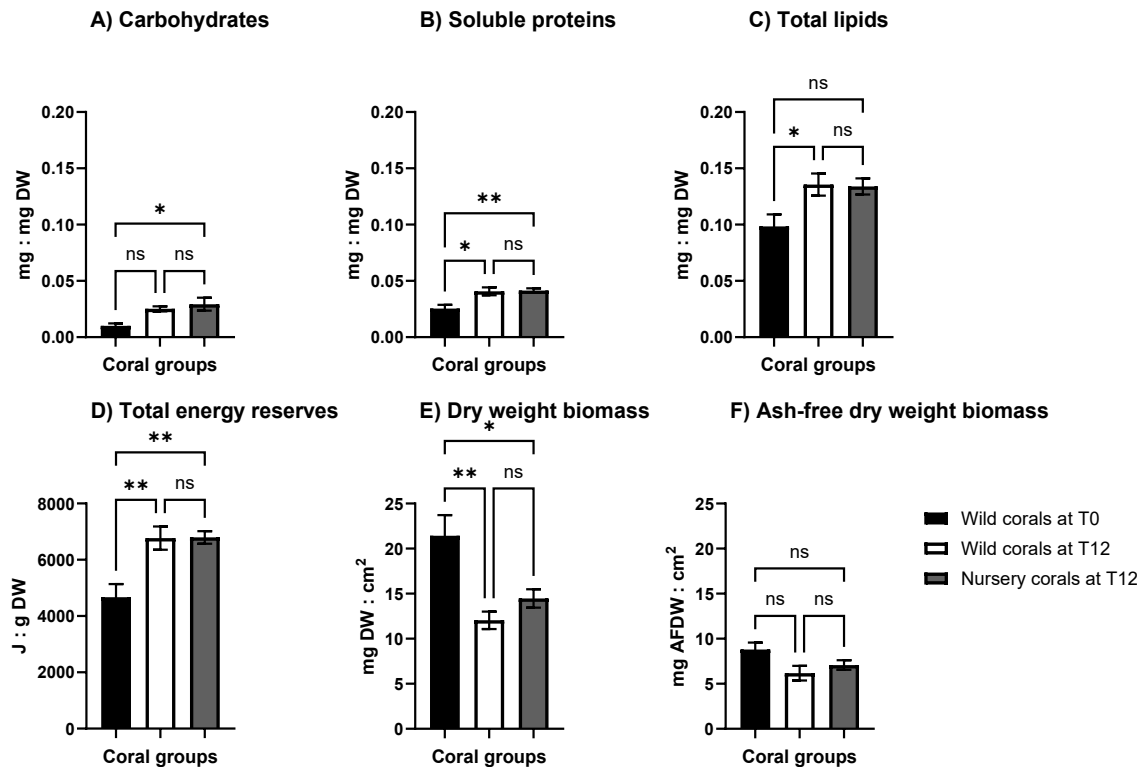 A) Carbohydrates
B) Soluble proteins
C) Total lipids
mg : mg DW
0.20
0.15
0.10
0.05
0.00
*
ns
ns
Coral groups
mg : mg DW
0.20
0.15
0.10
0.05
0.00
**
*
ns
Coral groups
mg : mg DW
0.20
0.15
0.10
0.05
0.00
ns
*
ns
Coral groups
D) Total energy reserves
E) Dry weight biomass
F) Ash-free dry weight biomass
J : g DW
8000
6000
4000
2000
0
**
**
ns
Coral groups
mg DW : cm²
25
20
15
10
5
0
*
**
ns
Coral groups
mg AFDW : cm²
25
20
15
10
5
0
ns
ns
ns
Coral groups
Wild corals at T0
Wild corals at T12
Nursery corals at T12